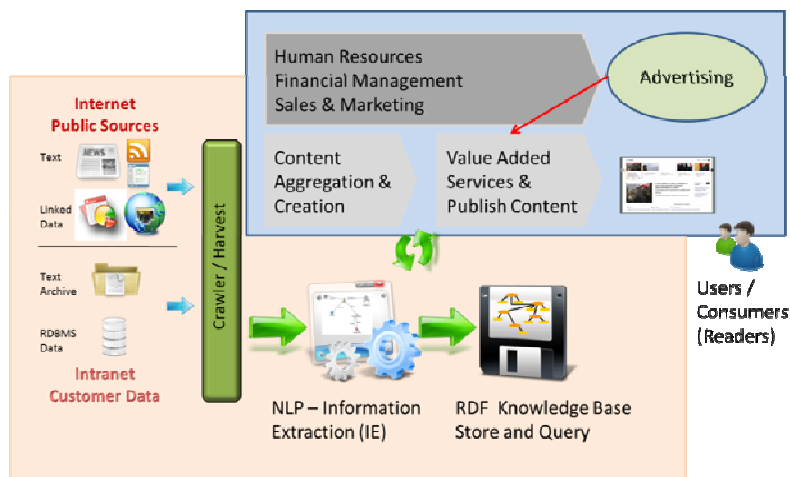 Human Resources
Financial Management
Sales & Marketing
Advertising
Internet
Public Sources
Text
NEWS
Linked
Data
Text
Archive
RDBMS
Data
Intranet
Customer Data
Crawler / Harvest
Content
Aggregation &
Creation
Value Added
Services &
Publish Content
Users /
Consumers
(Readers)
NLP – Information
Extraction (IE)
RDF Knowledge Base
Store and Query